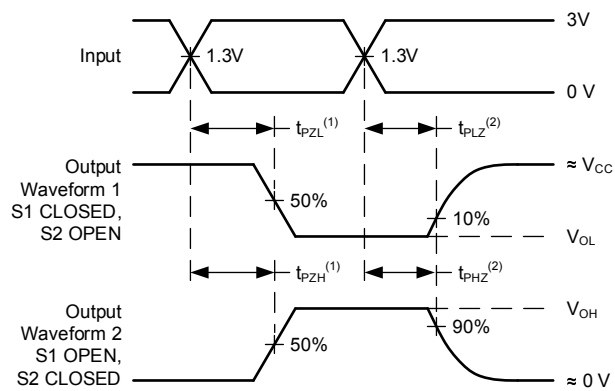 3V
Input
1.3V
1.3V
0 V
tPZL(1)
tPLZ(2)
Output
Waveform 1
S1 CLOSED,
S2 OPEN
≈ VCC
50%
10%
VOL
tPZH(1)
tPHZ(2)
Output
Waveform 2
S1 OPEN,
S2 CLOSED
VOH
50%
90%
≈ 0 V